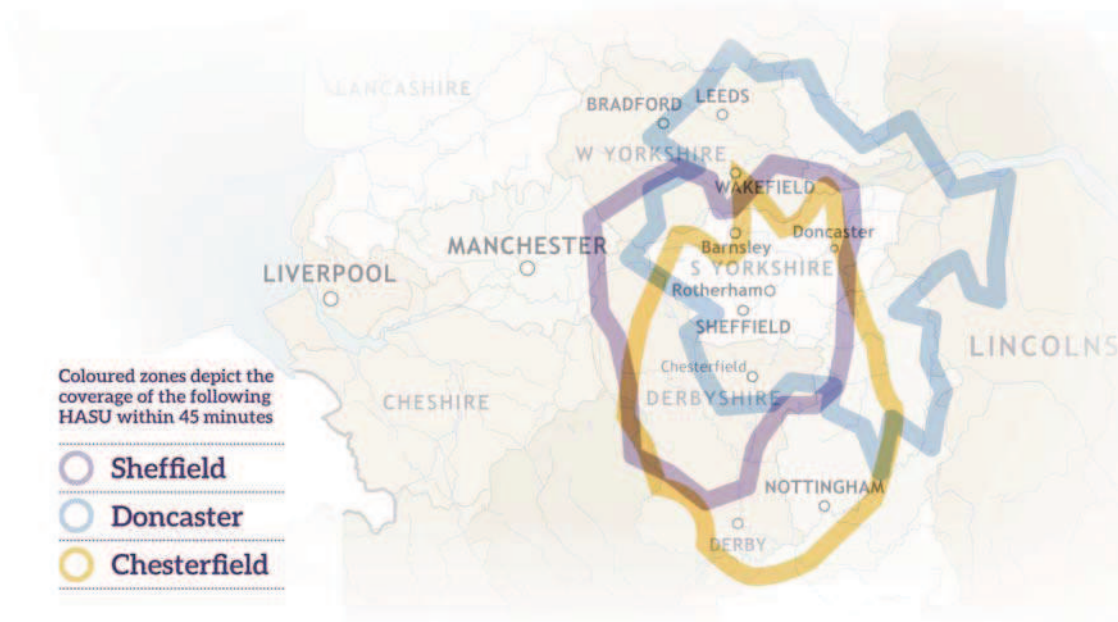 LANCASHIRE
BRADFORD
LEEDS
W YORKSHIRE
WAKEFIELD
MANCHESTER
Barnsley
Doncaster
S YORKSHIRE
LIVERPOOL
Rotherham
SHEFFIELD
LINCOLNS
Chesterfield
DERBYSHIRE
CHESHIRE
Coloured zones depict the
coverage of the following
HASU within 45 minutes
Sheffield
Doncaster
Chesterfield
NOTTINGHAM
DERBY